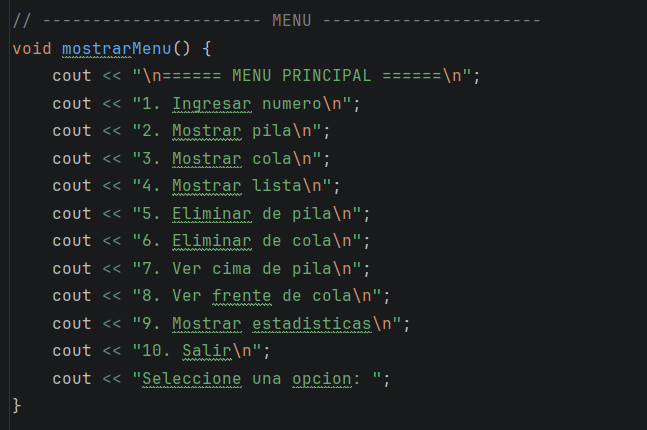 // ---------------------- MENU ----------------------
void mostrarMenu() {
    cout << "\n====== MENU PRINCIPAL ======\n";
    cout << "1. Ingresar numero\n";
    cout << "2. Mostrar pila\n";
    cout << "3. Mostrar cola\n";
    cout << "4. Mostrar lista\n";
    cout << "5. Eliminar de pila\n";
    cout << "6. Eliminar de cola\n";
    cout << "7. Ver cima de pila\n";
    cout << "8. Ver frente de cola\n";
    cout << "9. Mostrar estadisticas\n";
    cout << "10. Salir\n";
    cout << "Seleccione una opcion: ";
}